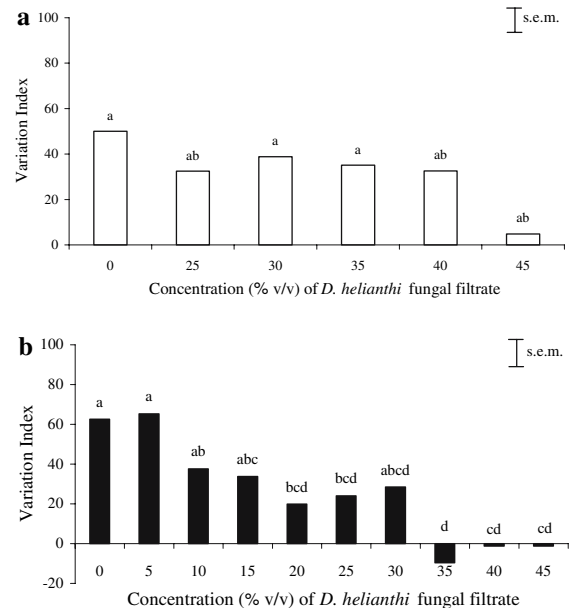 a
s.e.m.
100
80
60
40
20
0
Variation Index
a
ab
a
a
ab
ab
0 25 30 35 40 45
Concentration (% v/v) of D. helianthi fungal filtrate
b
s.e.m.
100
80
60
40
20
0
-20
Variation Index
a
a
ab
abc
bcd
bcd
abcd
d
cd
cd
0 5 10 15 20 25 30 35 40 45
Concentration (% v/v) of D. helianthi fungal filtrate